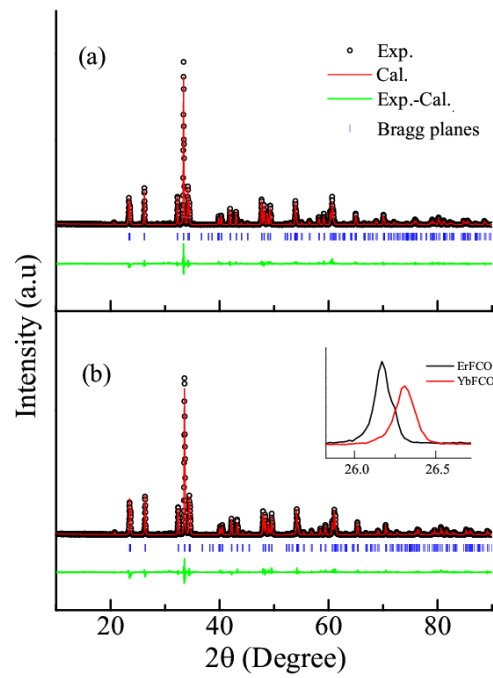 (a)
Exp.
Cal.
Exp.-Cal.
Bragg planes
Intensity (a.u)
(b)
ErFCO
YbFCO
26.0 26.5
20 40 60 80
2θ (Degree)